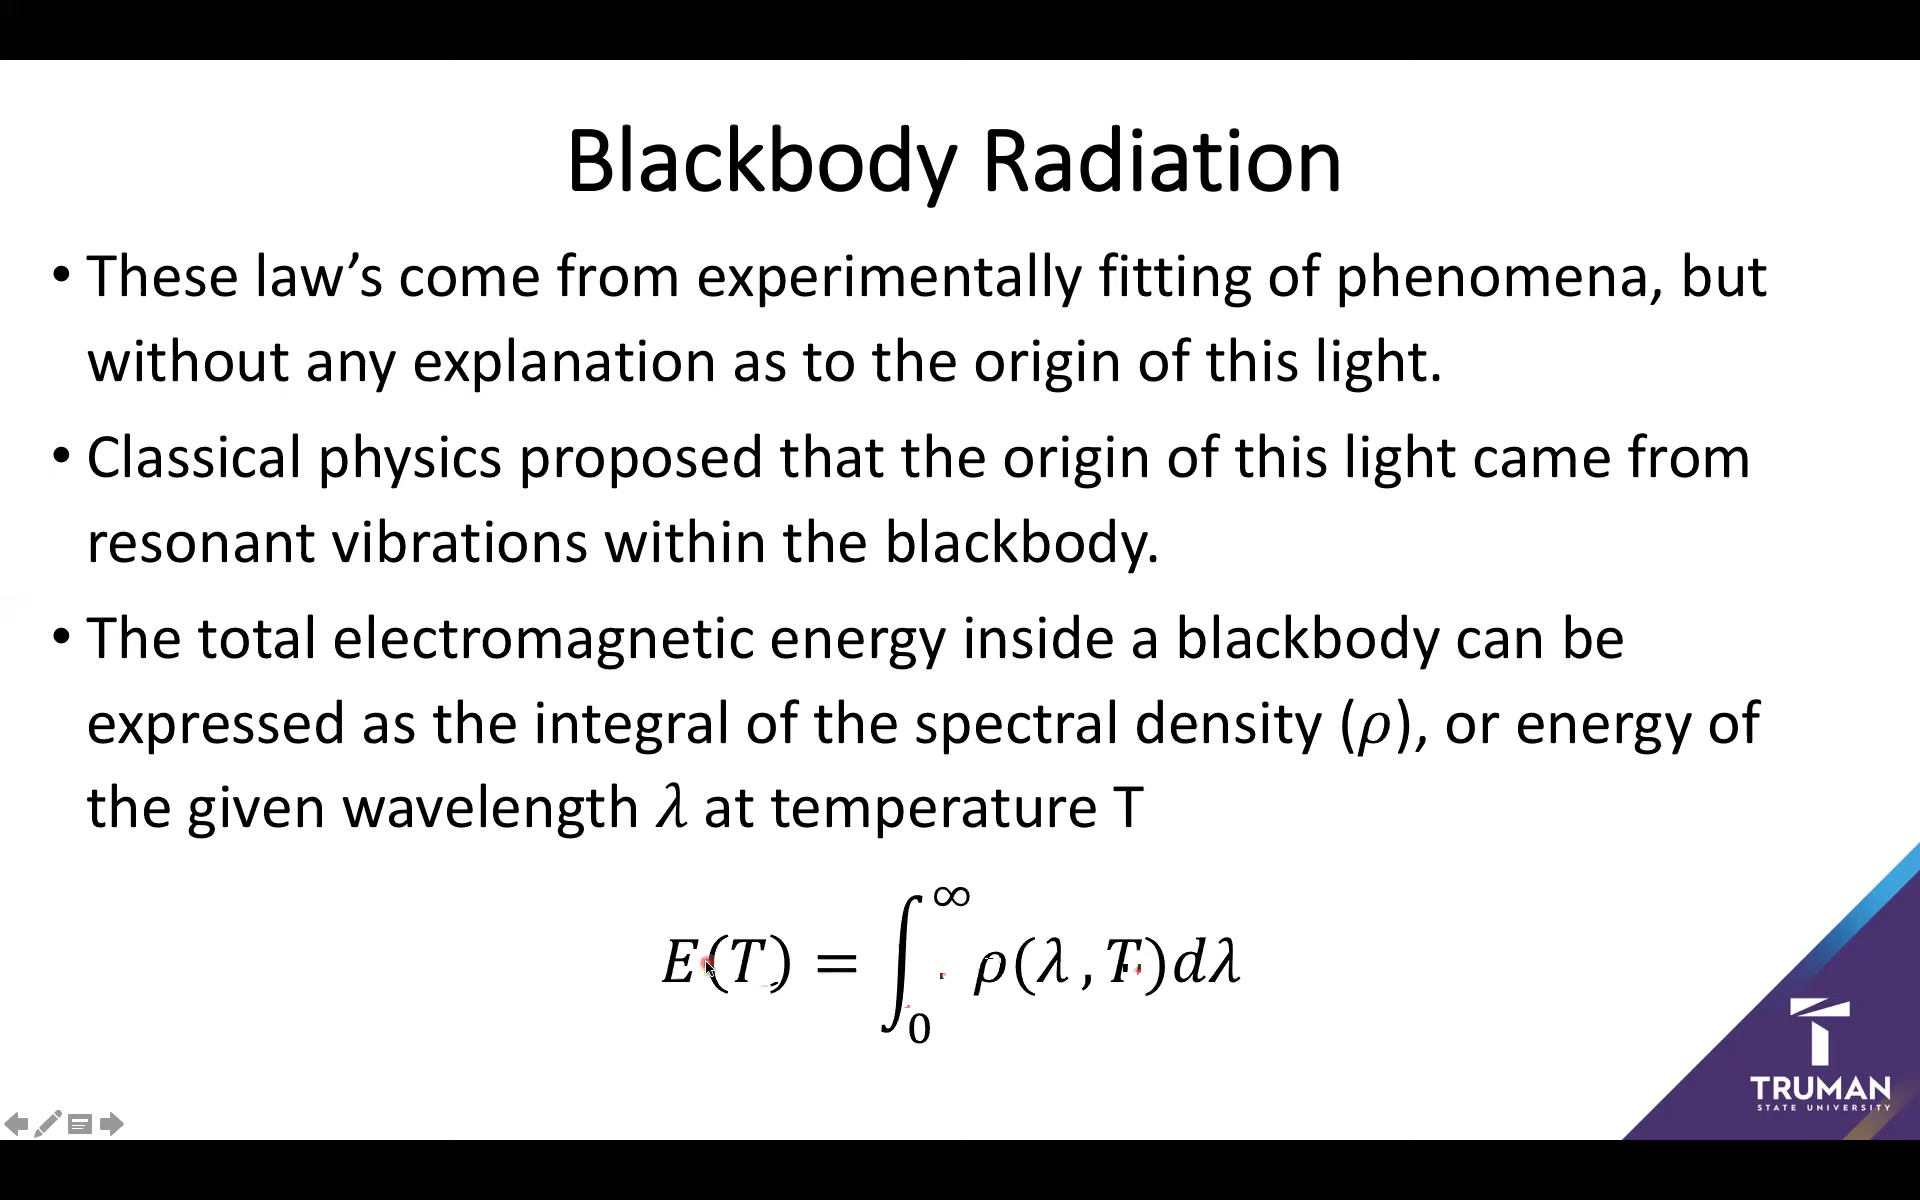 Blackbody Radiation
• These law’s come from experimentally fitting of phenomena, but
without any explanation as to the origin of this light.
• Classical physics proposed that the origin of this light came from
resonant vibrations within the blackbody.
• The total electromagnetic energy inside a blackbody can be
expressed as the integral of the spectral density (ρ), or energy of
the given wavelength λ at temperature T
E(T) = ∫₀^∞ ρ(λ,T)dλ
TRUMAN
STATE UNIVERSITY